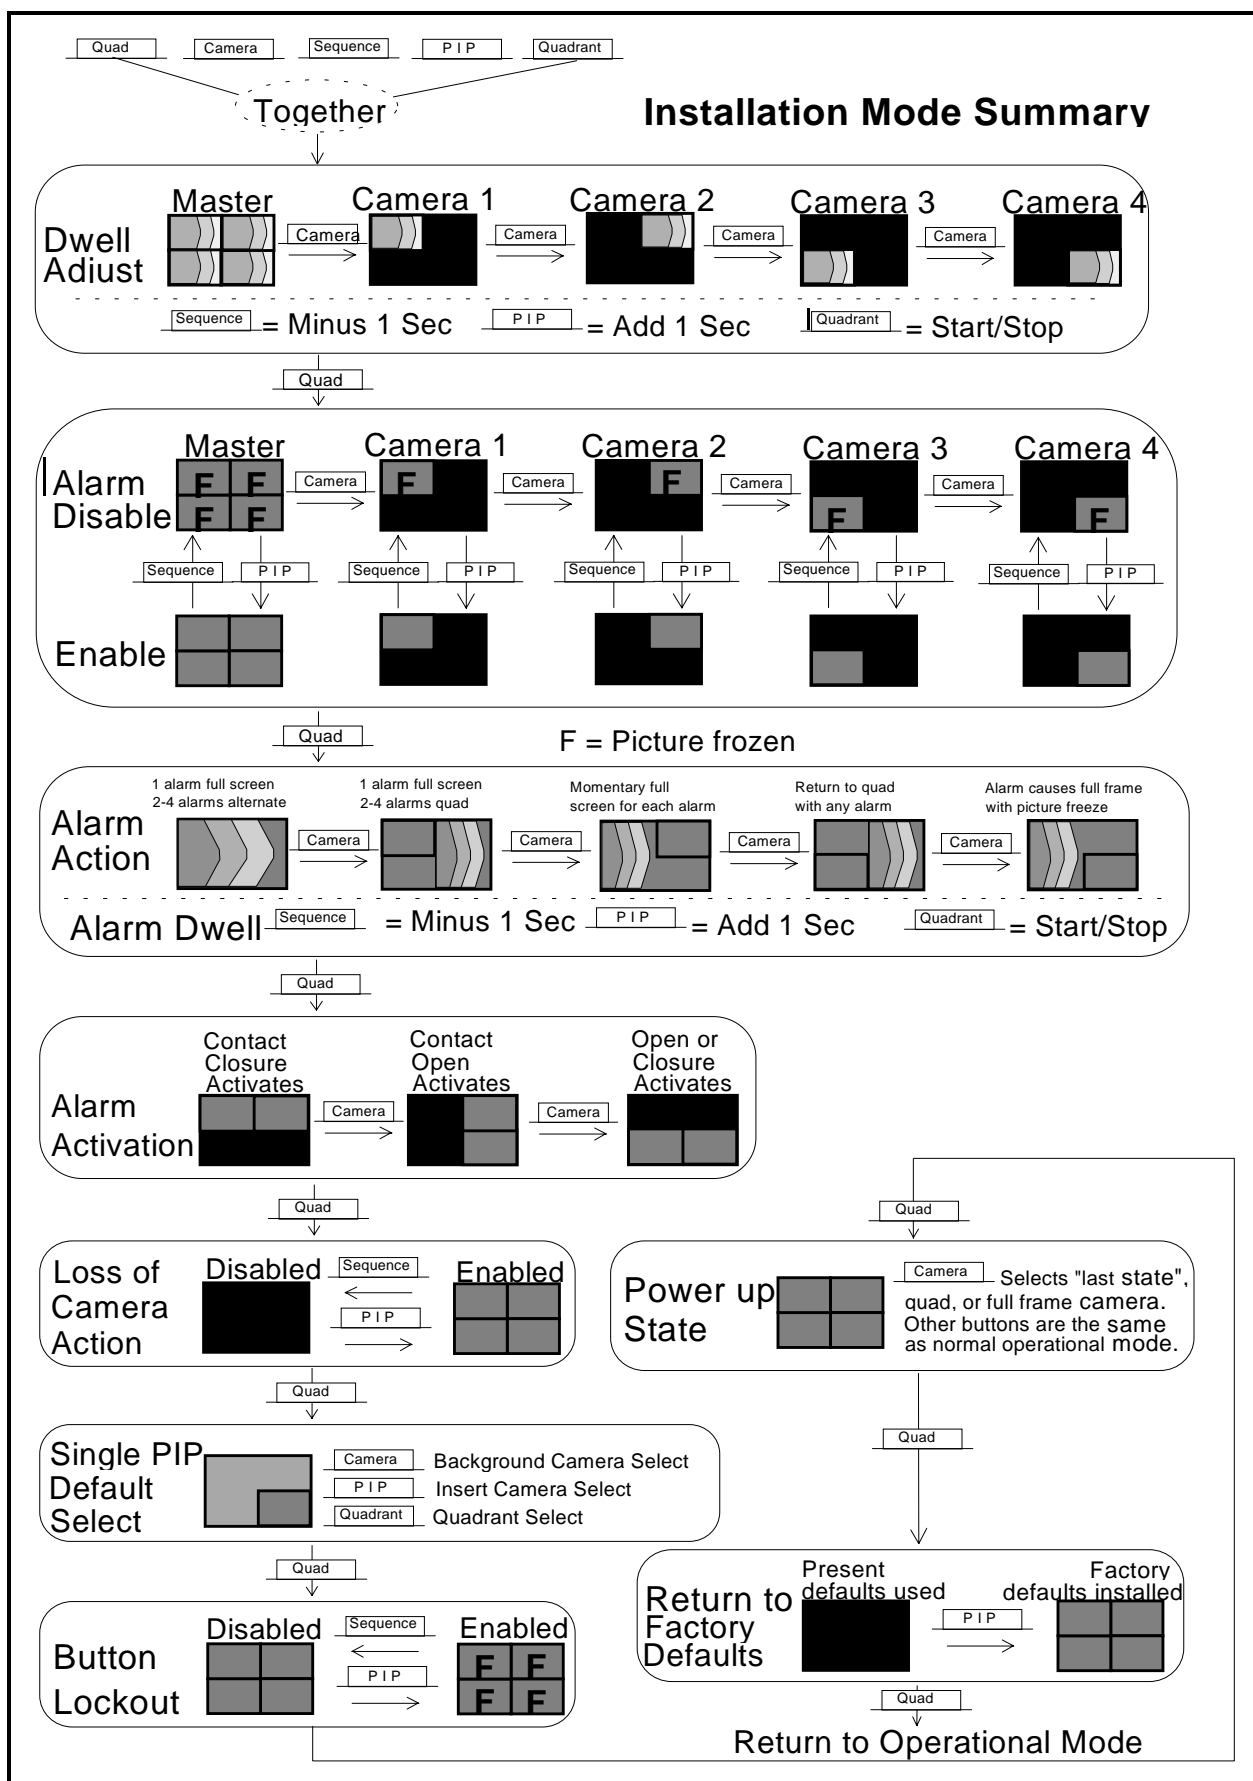 Quad Camera Sequence P I P Quadrant
Together
Installation Mode Summary
Master Camera 1 Camera 2 Camera 3 Camera 4
Dwell
Adjust
Camera Camera Camera Camera
Sequence = Minus 1 Sec P I P = Add 1 Sec Quadrant = Start/Stop
Quad
Master Camera 1 Camera 2 Camera 3 Camera 4
Alarm
Disable
F F F F F F
F F F F
Camera Camera Camera Camera
Sequence P I P Sequence P I P Sequence P I P Sequence P I P Sequence P I P
Enable
Quad
F = Picture frozen
1 alarm full screen
2-4 alarms alternate
1 alarm full screen
2-4 alarms quad
Momentary full
screen for each alarm
Return to quad
with any alarm
Alarm causes full frame
with picture freeze
Alarm
Action
Camera Camera Camera Camera
Alarm Dwell Sequence = Minus 1 Sec P I P = Add 1 Sec Quadrant = Start/Stop
Quad
Contact
Closure
Activates
Contact
Open
Activates
Open or
Closure
Activates
Alarm
Activation
Camera Camera
Quad
Loss of
Camera
Action
Disabled Sequence Enabled
P I P
Quad
Single PIP
Default
Select
Camera Background Camera Select
P I P Insert Camera Select
Quadrant Quadrant Select
Quad
Button
Lockout
Disabled Sequence Enabled
P I P
F F
F F
Quad
Power up
State
Camera Selects "last state",
quad, or full frame camera.
Other buttons are the same
as normal operational mode.
Quad
Return to
Factory
Defaults
Present
defaults used
P I P
Factory
defaults installed
Quad
Return to Operational Mode